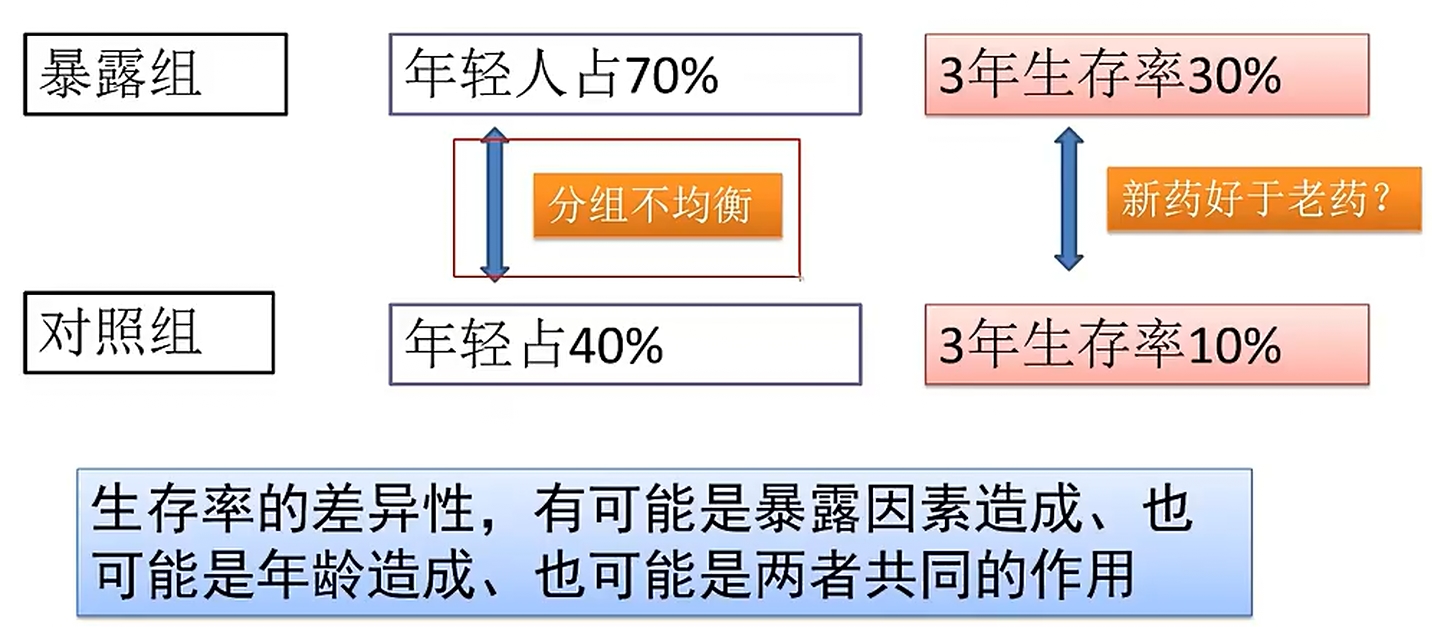 暴露组
年轻人占70%
3年生存率30%
分组不均衡
新药好于老药？
对照组
年轻占40%
3年生存率10%
生存率的差异性，有可能是暴露因素造成、也
可能是年龄造成、也可能是两者共同的作用